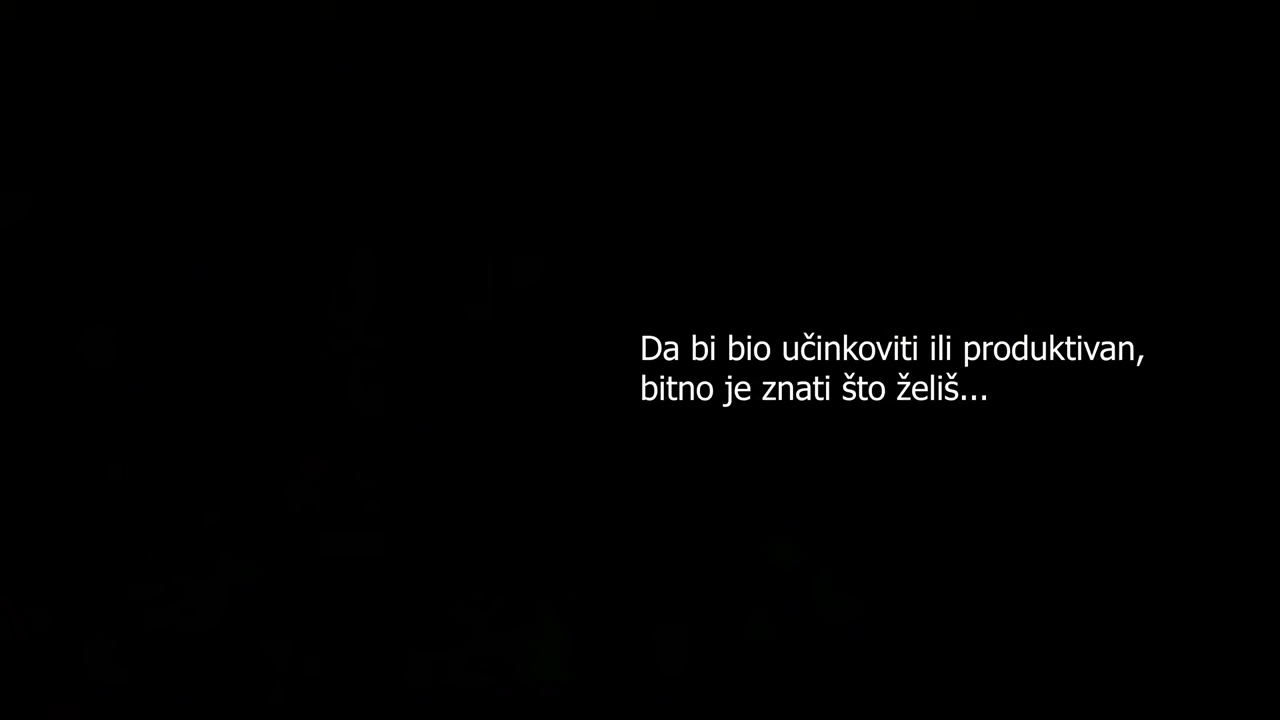 Da bi bio učinkoviti ili produktivan,
bitno je znati što želiš...